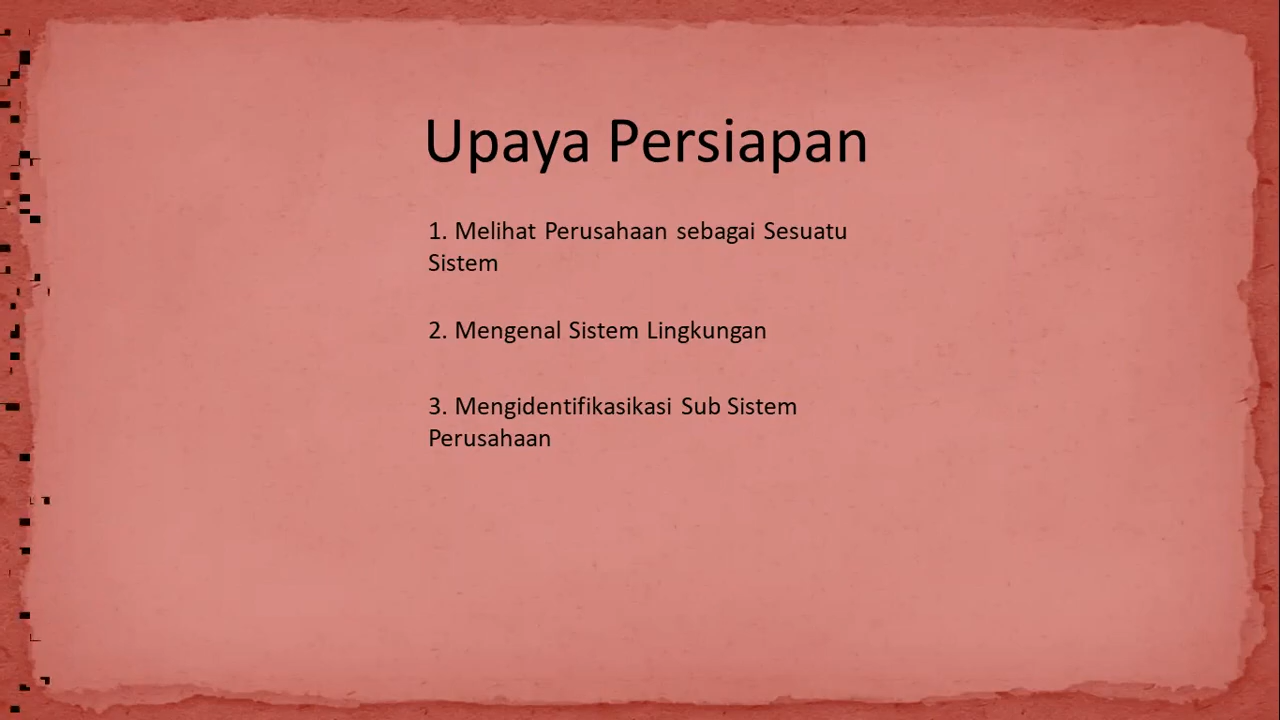 Upaya Persiapan
1. Melihat Perusahaan sebagai Sesuatu
Sistem
2. Mengenal Sistem Lingkungan
3. Mengidentifikasikasi Sub Sistem
Perusahaan